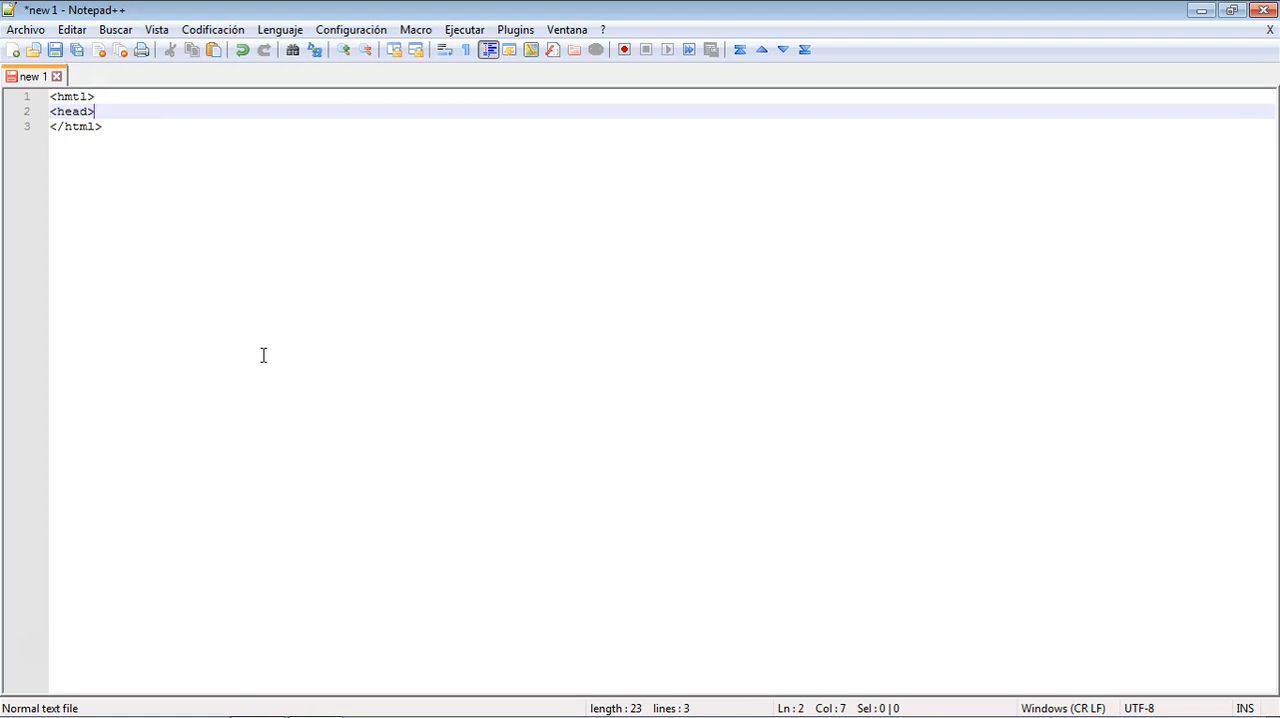 *new 1 - Notepad++
Archivo Editar Buscar Vista Codificación Lenguaje Configuración Macro Ejecutar Plugins Ventana ? X
new 1
1 <hmtl>
2 <head>
3 </html>
Normal text file length : 23 lines : 3 Ln : 2 Col : 7 Sel : 0 | 0 Windows (CR LF) UTF-8 INS